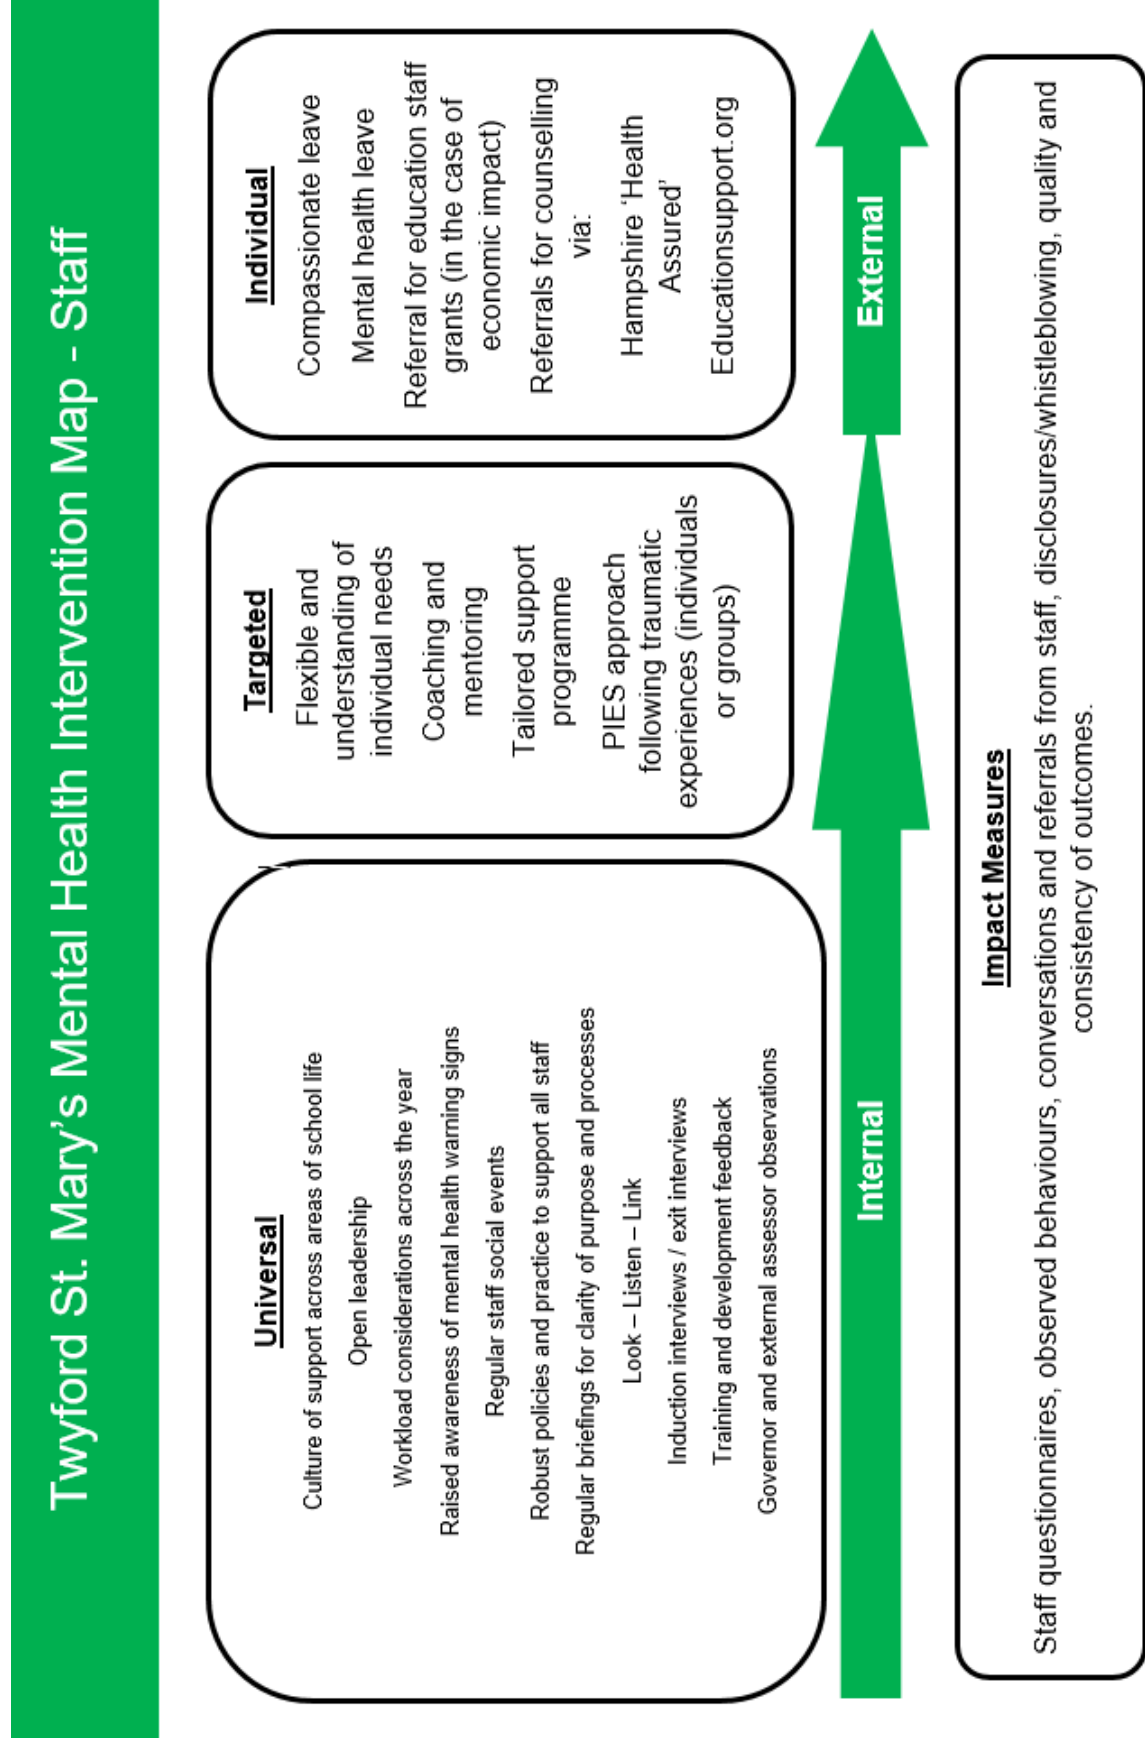 Twyford St. Mary’s Mental Health Intervention Map - Staff
Universal
Culture of support across areas of school life
Open leadership
Workload considerations across the year
Raised awareness of mental health warning signs
Regular staff social events
Robust policies and practice to support all staff
Regular briefings for clarity of purpose and processes
Look – Listen – Link
Induction interviews / exit interviews
Training and development feedback
Governor and external assessor observations
Targeted
Flexible and
understanding of
individual needs
Coaching and
mentoring
Tailored support
programme
PIES approach
following traumatic
experiences (individuals
or groups)
Individual
Compassionate leave
Mental health leave
Referral for education staff
grants (in the case of
economic impact)
Referrals for counselling
via:
Hampshire ‘Health
Assured’
Educationsupport.org
Internal
External
Impact Measures
Staff questionnaires, observed behaviours, conversations and referrals from staff, disclosures/whistleblowing, quality and
consistency of outcomes.